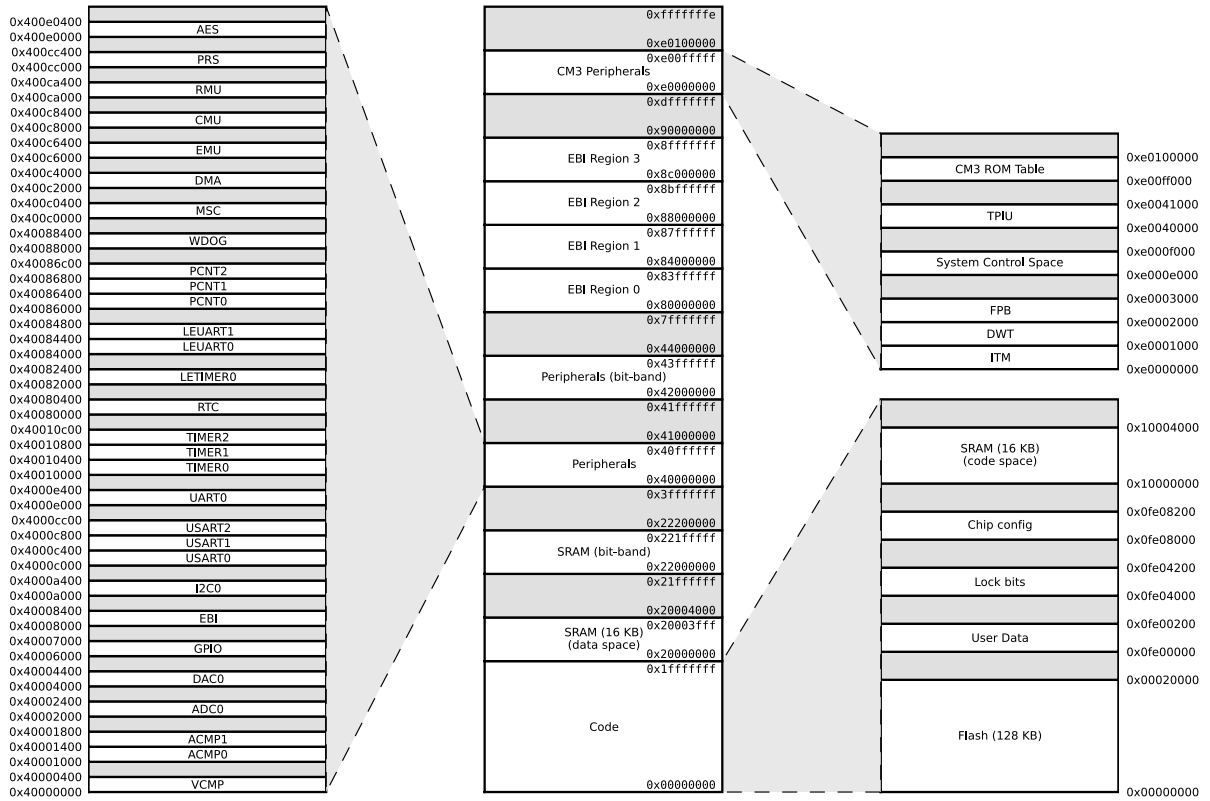 0x400e0400
AES
0x400e0000
0x400cc400
PRS
0x400cc000
0x400ca400
RMU
0x400ca000
0x400c8400
CMU
0x400c8000
0x400c6400
EMU
0x400c6000
0x400c4000
DMA
0x400c2000
0x400c0400
MSC
0x400c0000
0x40088400
WDOG
0x40088000
0x40086c00
PCNT2
0x40086800
PCNT1
0x40086400
PCNT0
0x40086000
0x40084800
LEUART1
0x40084400
LEUART0
0x40084000
0x40082400
LETIMER0
0x40082000
0x40080400
RTC
0x40080000
0x40010c00
TIMER2
0x40010800
TIMER1
0x40010400
TIMER0
0x40010000
0x4000e400
UART0
0x4000e000
0x4000cc00
USART2
0x4000c800
USART1
0x4000c400
USART0
0x4000c000
0x4000a400
I2C0
0x4000a000
0x40008400
EBI
0x40008000
0x40007000
GPIO
0x40006000
0x40004400
DAC0
0x40004000
0x40002400
ADC0
0x40002000
0x40001800
ACMP1
0x40001400
ACMP0
0x40001000
0x40000400
VCMP
0x40000000
0xfffffffe
0xe0100000
0xe00fffff
CM3 Peripherals
0xe0000000
0xdfffffff
0x90000000
0x8fffffff
EBI Region 3
0x8c000000
0x8bffffff
EBI Region 2
0x88000000
0x87ffffff
EBI Region 1
0x84000000
0x83ffffff
EBI Region 0
0x80000000
0x7fffffff
0x44000000
0x43ffffff
Peripherals (bit-band)
0x42000000
0x41ffffff
0x41000000
0x40ffffff
Peripherals
0x40000000
0x3fffffff
0x22200000
0x221fffff
SRAM (bit-band)
0x22000000
0x21ffffff
0x20004000
0x20003fff
SRAM (16 KB)
(data space)
0x20000000
0x1fffffff
Code
0x00000000
0xe0100000
CM3 ROM Table
0xe00ff000
0xe0041000
TPIU
0xe0040000
0xe000f000
System Control Space
0xe000e000
0xe0003000
FPB
0xe0002000
DWT
0xe0001000
ITM
0xe0000000
0x10004000
SRAM (16 KB)
(code space)
0x10000000
0x0fe08200
Chip config
0x0fe08000
0x0fe04200
Lock bits
0x0fe04000
0x0fe00200
User Data
0x0fe00000
0x00020000
Flash (128 KB)
0x00000000